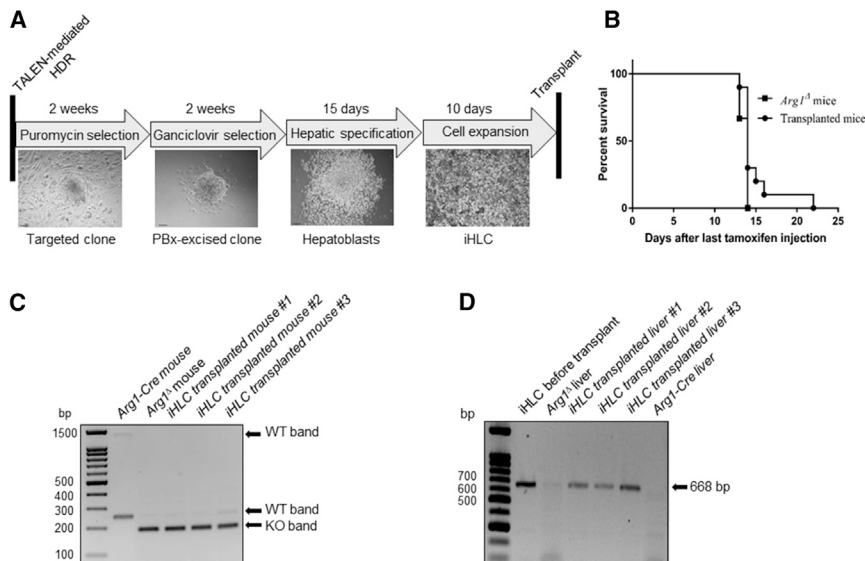 A
TALEN-mediated
HDR
2 weeks
2 weeks
15 days
10 days
Transplant
Puromycin selection
Ganciclovir selection
Hepatic specification
Cell expansion
Targeted clone
PBx-excised clone
Hepatoblasts
iHLC
B
Percent survival
100
50
0
0
5
10
15
20
25
Days after last tamoxifen injection
Arg1Δ mice
Transplanted mice
C
bp
Arg1-Cre mouse
Arg1Δ mouse
iHLC transplanted mouse #1
iHLC transplanted mouse #2
iHLC transplanted mouse #3
1500
500
400
300
200
100
WT band
WT band
KO band
D
bp
iHLC before transplant
Arg1Δ liver
iHLC transplanted liver #1
iHLC transplanted liver #2
iHLC transplanted liver #3
Arg1-Cre liver
700
600
500
668 bp